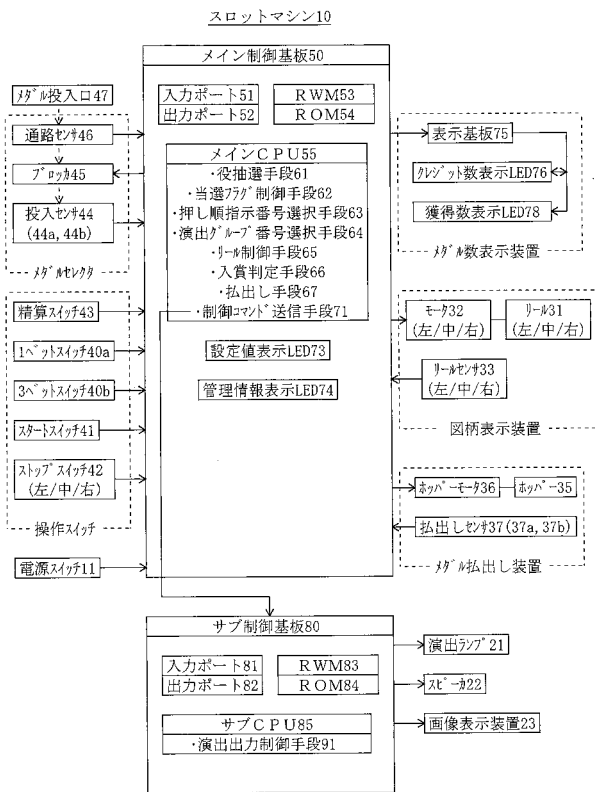 スロットマシン10
メイン制御基板50
入力ポート51
出力ポート52
RWM53
ROM54
メインCPU55
・役抽選手段61
・当選フラグ制御手段62
・押し順指示番号選択手段63
・演出グループ番号選択手段64
・リール制御手段65
・入賞判定手段66
・払出し手段67
・制御コマンド送信手段71
設定値表示LED73
管理情報表示LED74
メダル投入口47
通路センサ46
ブロッカ45
投入センサ44
(44a, 44b)
メダルセレクタ
精算スイッチ43
1ベットスイッチ40a
3ベットスイッチ40b
スタートスイッチ41
ストップスイッチ42
(左/中/右)
操作スイッチ
電源スイッチ11
表示基板75
クレジット数表示LED76
獲得数表示LED78
メダル数表示装置
モータ32
(左/中/右)
リール31
(左/中/右)
リールセンサ33
(左/中/右)
図柄表示装置
ホッパーモータ36
ホッパー35
払出しセンサ37(37a, 37b)
メダル払出し装置
サブ制御基板80
入力ポート81
出力ポート82
RWM83
ROM84
サブCPU85
・演出出力制御手段91
演出ランプ21
スピーカ22
画像表示装置23